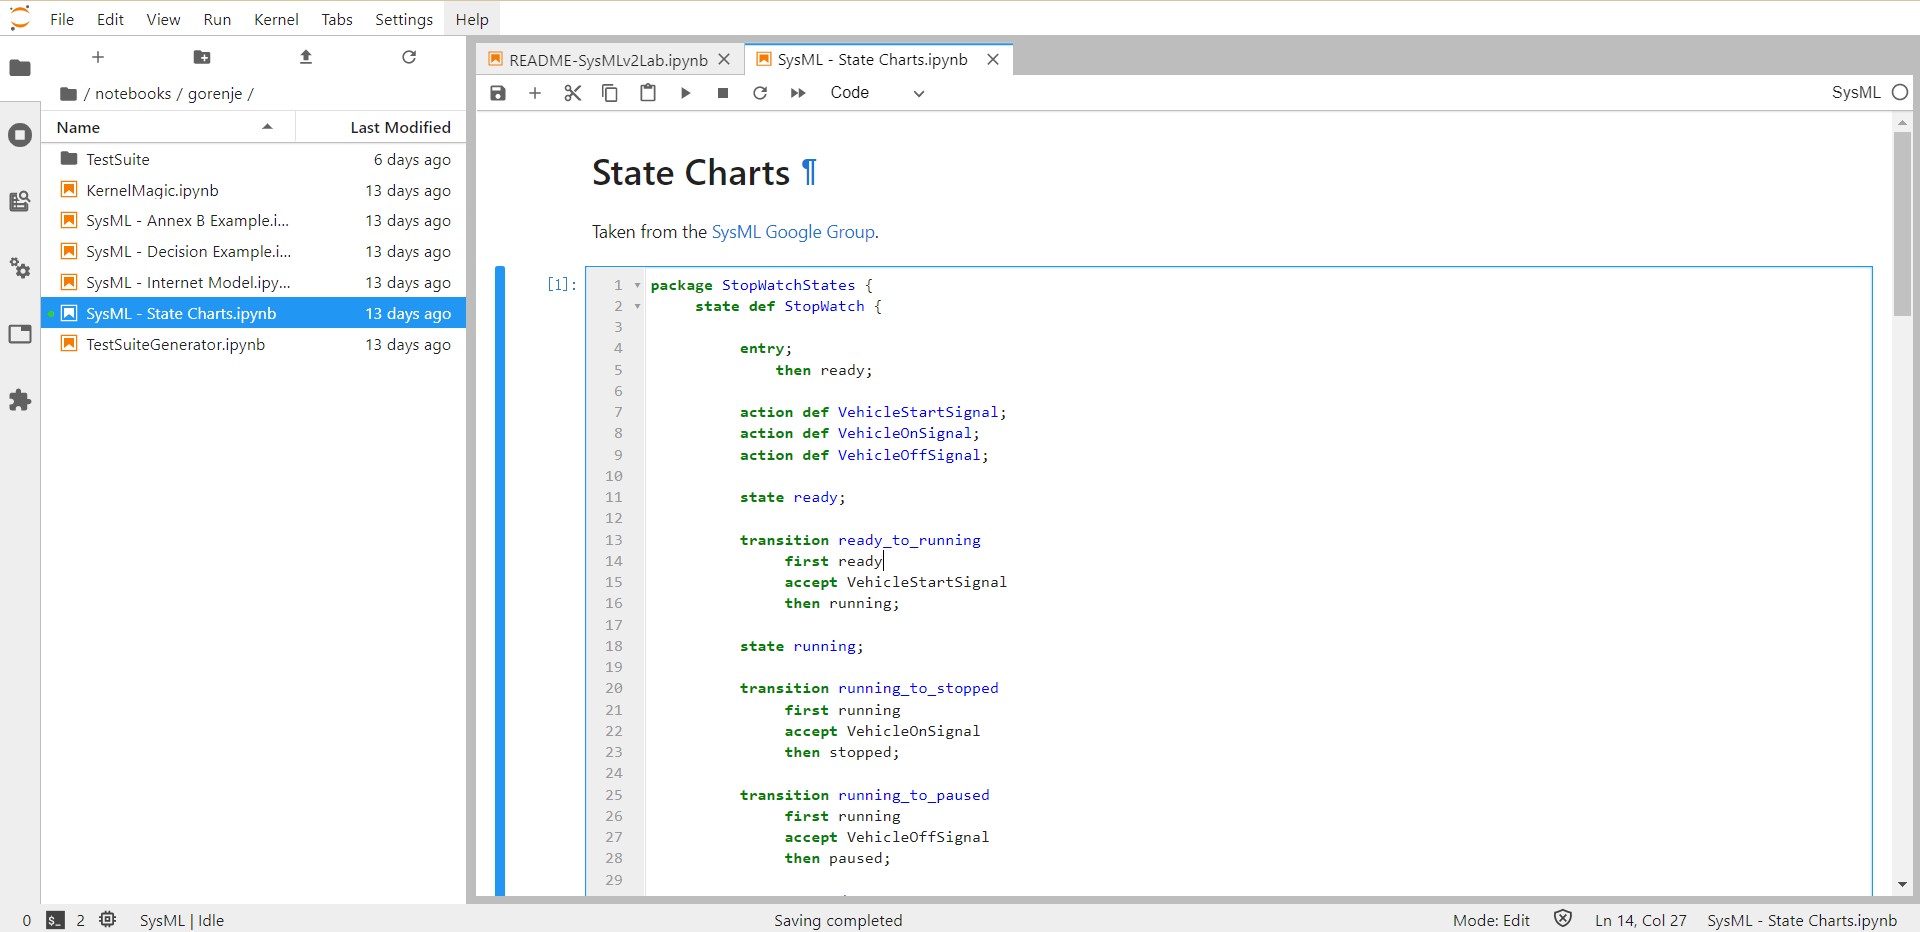 File Edit View Run Kernel Tabs Settings Help
/ notebooks / gorenje /
Name Last Modified
TestSuite 6 days ago
KernelMagic.ipynb 13 days ago
SysML - Annex B Example.i... 13 days ago
SysML - Decision Example.i... 13 days ago
SysML - Internet Model.ipy... 13 days ago
SysML - State Charts.ipynb 13 days ago
TestSuiteGenerator.ipynb 13 days ago
README-SysMLv2Lab.ipynb SysML - State Charts.ipynb
Code SysML
State Charts ¶
Taken from the SysML Google Group.
[1]:
1 package StopWatchStates {
2 state def StopWatch {
3
4 entry;
5 then ready;
6
7 action def VehicleStartSignal;
8 action def VehicleOnSignal;
9 action def VehicleOffSignal;
10
11 state ready;
12
13 transition ready_to_running
14 first ready
15 accept VehicleStartSignal
16 then running;
17
18 state running;
19
20 transition running_to_stopped
21 first running
22 accept VehicleOnSignal
23 then stopped;
24
25 transition running_to_paused
26 first running
27 accept VehicleOffSignal
28 then paused;
29
0 $_ 2 SysML | Idle Saving completed Mode: Edit Ln 14, Col 27 SysML - State Charts.ipynb